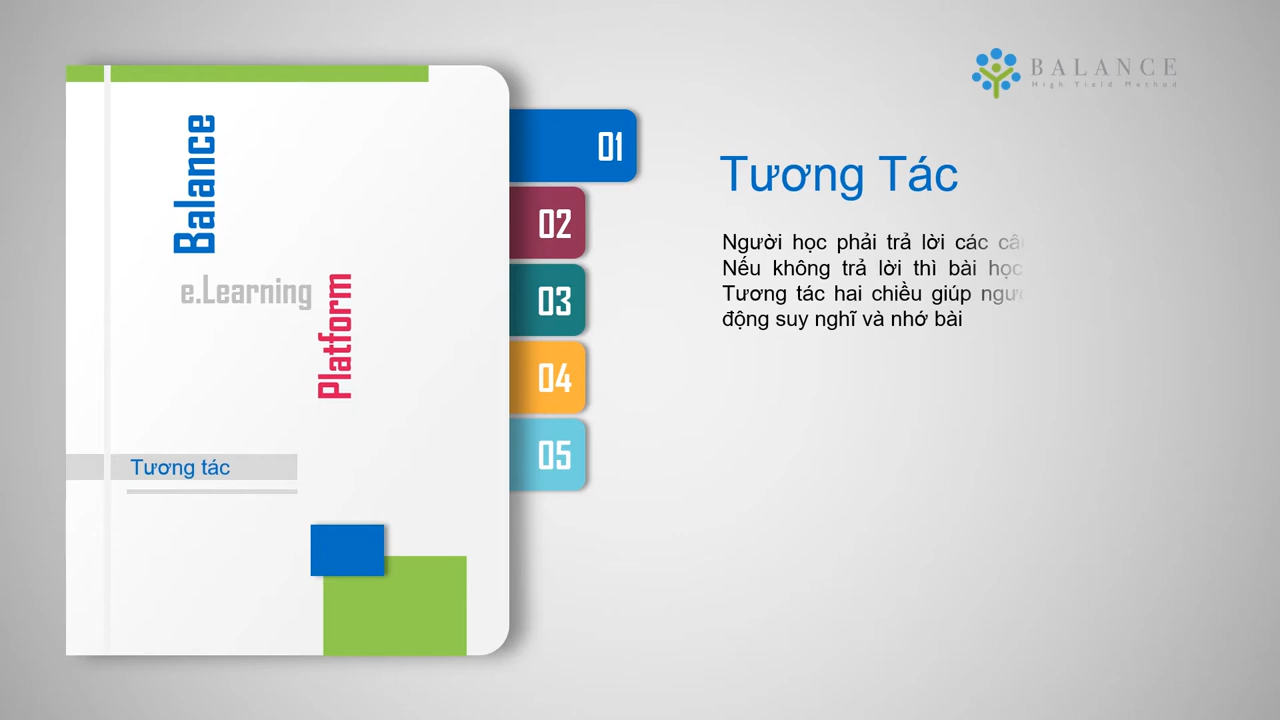 BALANCE
High Yield Method
Balance
e.Learning
Platform
Tương tác
01
02
03
04
05
Tương Tác
Người học phải trả lời các
Nếu không trả lời thì bài học
Tương tác hai chiều giúp
động suy nghĩ và nhớ bài